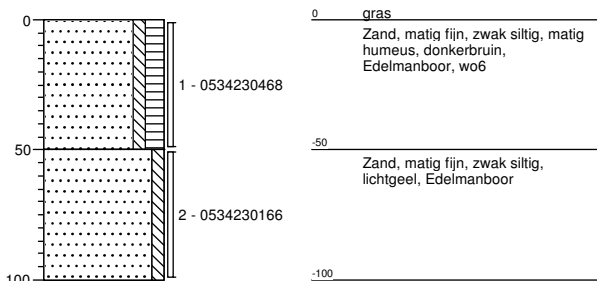 0
0
gras
Zand, matig fijn, zwak siltig, matig
humeus, donkerbruin,
Edelmanboor, wo6
1 - 0534230468
50
-50
Zand, matig fijn, zwak siltig,
lichtgeel, Edelmanboor
2 - 0534230166
100
-100